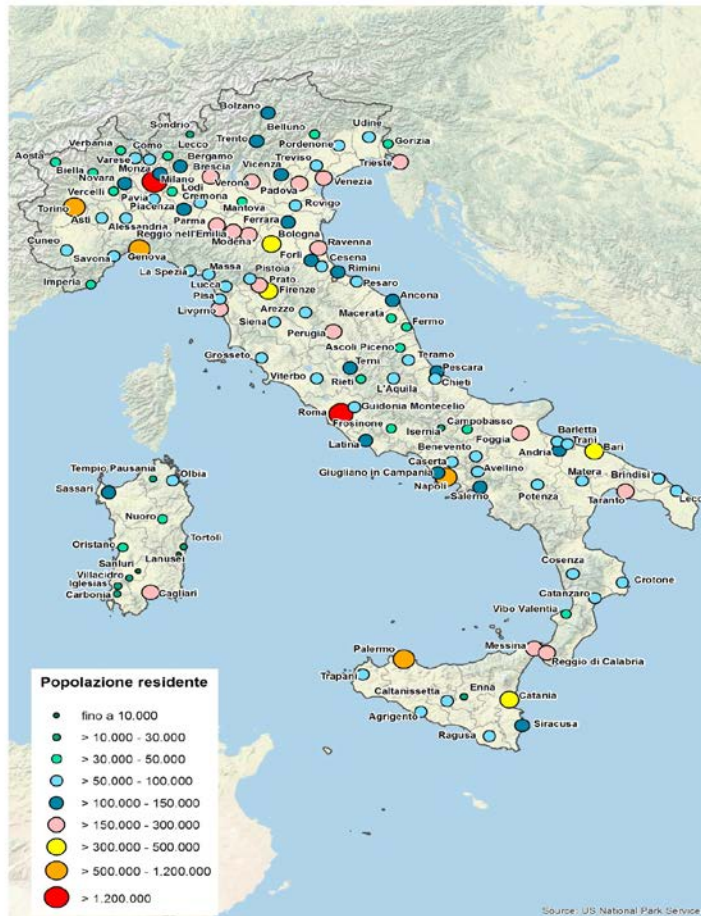 Bolzano
Sondrio
Belluno
Udine
Verbania
Como
Lecco
Trento
Pordenone
Gorizia
Aosta
Varese
Bergamo
Vicenza
Treviso
Biella
Monza
Brescia
Trieste
Novara
Milano
Verona
Padova
Venezia
Vercelli
Lodi
Torino
Pavia
Cremona
Mantova
Rovigo
Piacenza
Asti
Parma
Ferrara
Alessandria
Reggio nell'Emilia
Bologna
Cuneo
Modena
Ravenna
Savona
Genova
Forlì
Cesena
La Spezia
Massa
Pistoia
Rimini
Imperia
Lucca
Prato
Pesaro
Pisa
Firenze
Livorno
Arezzo
Ancona
Siena
Macerata
Perugia
Fermo
Ascoli Piceno
Grosseto
Terni
Teramo
Viterbo
Rieti
Pescara
L'Aquila
Chieti
Roma
Guidonia Montecelio
Frosinone
Campobasso
Isernia
Foggia
Barletta
Latina
Benevento
Trani
Andria
Bari
Caserta
Giugliano in Campania
Avellino
Matera
Brindisi
Napoli
Salerno
Potenza
Taranto
Lecce
Tempio Pausania
Olbia
Sassari
Nuoro
Oristano
Tortolì
Lanusei
Sanluri
Villacidro
Iglesias
Carbonia
Cagliari
Cosenza
Crotone
Catanzaro
Vibo Valentia
Palermo
Messina
Reggio di Calabria
Trapani
Caltanissetta
Enna
Catania
Agrigento
Siracusa
Ragusa
Popolazione residente
fino a 10.000
> 10.000 - 30.000
> 30.000 - 50.000
> 50.000 - 100.000
> 100.000 - 150.000
> 150.000 - 300.000
> 300.000 - 500.000
> 500.000 - 1.200.000
> 1.200.000
Source: US National Park Service